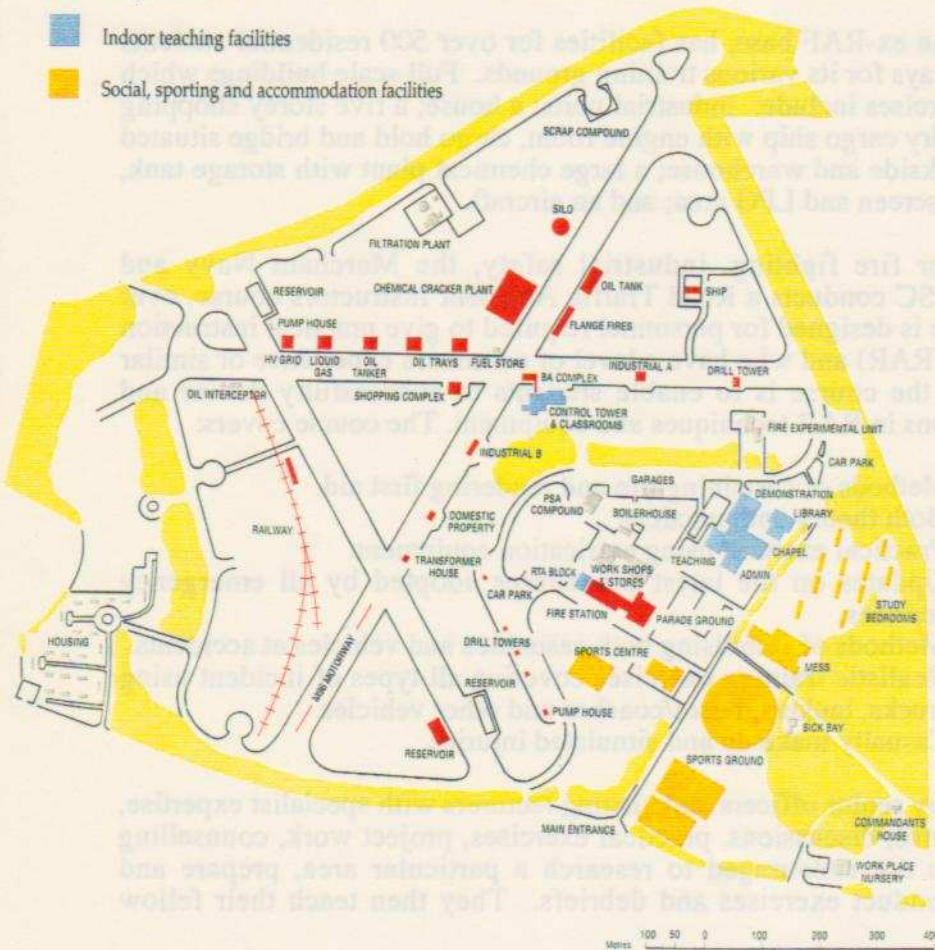 Indoor teaching facilities
Social, sporting and accommodation facilities
SCRAP COMPOUND
SILO
FILTRATION PLANT
RESERVOIR
CHEMICAL CRACKER PLANT
OIL TANK
SHIP
PUMP HOUSE
FLANGE FIRES
HV GRID
LIQUID
GAS
OIL
TANKER
OIL TRAYS
FUEL STORE
INDUSTRIAL A
DRILL TOWER
BA COMPLEX
OIL INTERCEPTOR
SHOPPING COMPLEX
CONTROL TOWER
& CLASSROOMS
FIRE EXPERIMENTAL UNIT
INDUSTRIAL B
CAR PARK
GARAGES
DEMONSTRATION
PSA
COMPOUND
BOILERHOUSE
LIBRARY
DOMESTIC
PROPERTY
RAILWAY
TEACHING
CHAPEL
TRANSFORMER
HOUSE
RTA BLOCK
WORK SHOPS
& STORES
ADMIN
CAR PARK
FIRE STATION
PARADE GROUND
STUDY
BEDROOMS
HOUSING
M96 MOTORWAY
DRILL TOWERS
SPORTS CENTRE
MESS
RESERVOIR
PUMP HOUSE
SICK BAY
RESERVOIR
SPORTS GROUND
MAIN ENTRANCE
COMMANDANTS
HOUSE
WORK PLACE
NURSERY
Metres
100 50 0 100 200 300 400